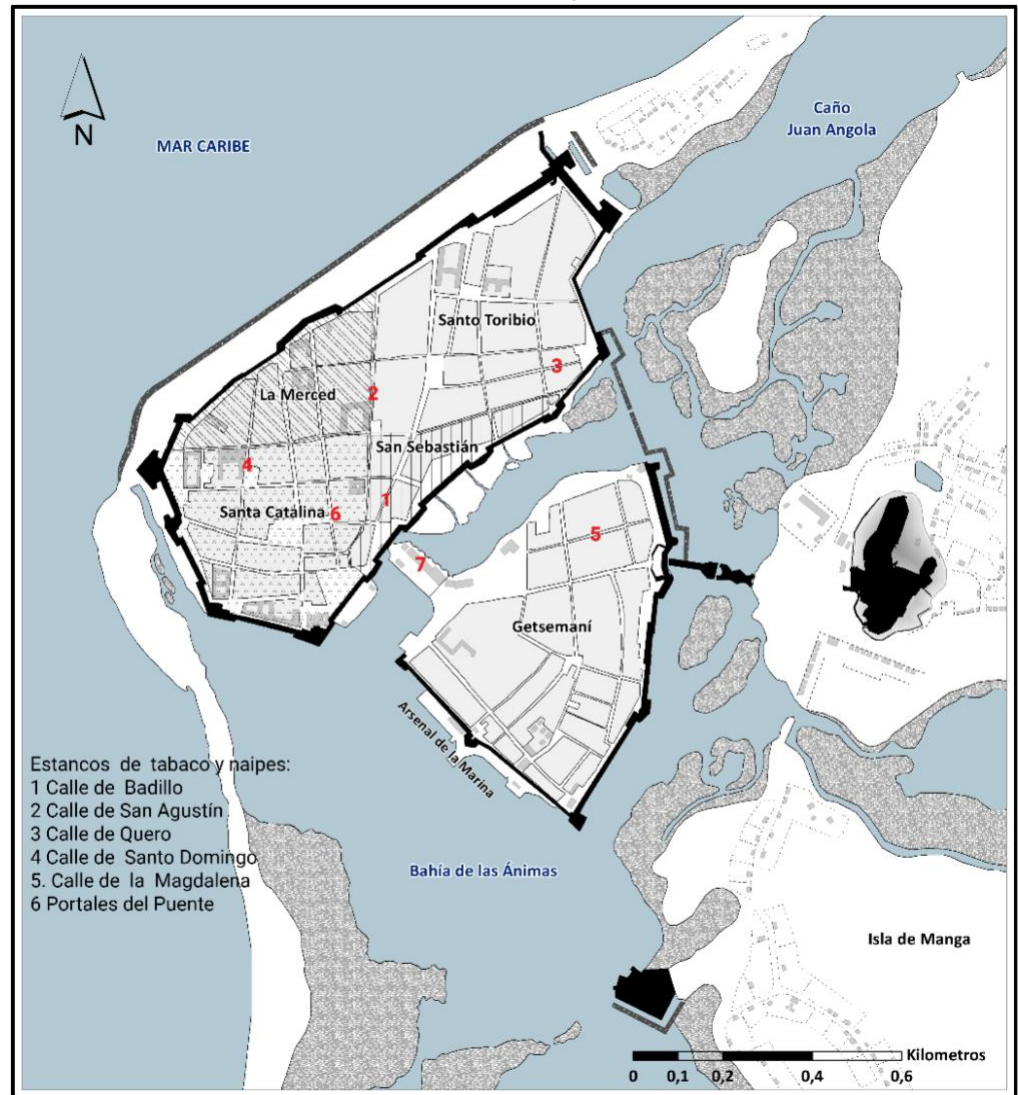 N
MAR CARIBE
Caño
Juan Angola
Santo Toribio
3
2
La Merced
San Sebastián
4
1
Santa Catalina
6
5
7
Getsemaní
Arsenal de la Marina
Estancos de tabaco y naipes:
1 Calle de Badillo
2 Calle de San Agustín
3 Calle de Quero
4 Calle de Santo Domingo
5. Calle de la Magdalena
6 Portales del Puente
Bahía de las Ánimas
Isla de Manga
Kilometros
0 0,1 0,2 0,4 0,6